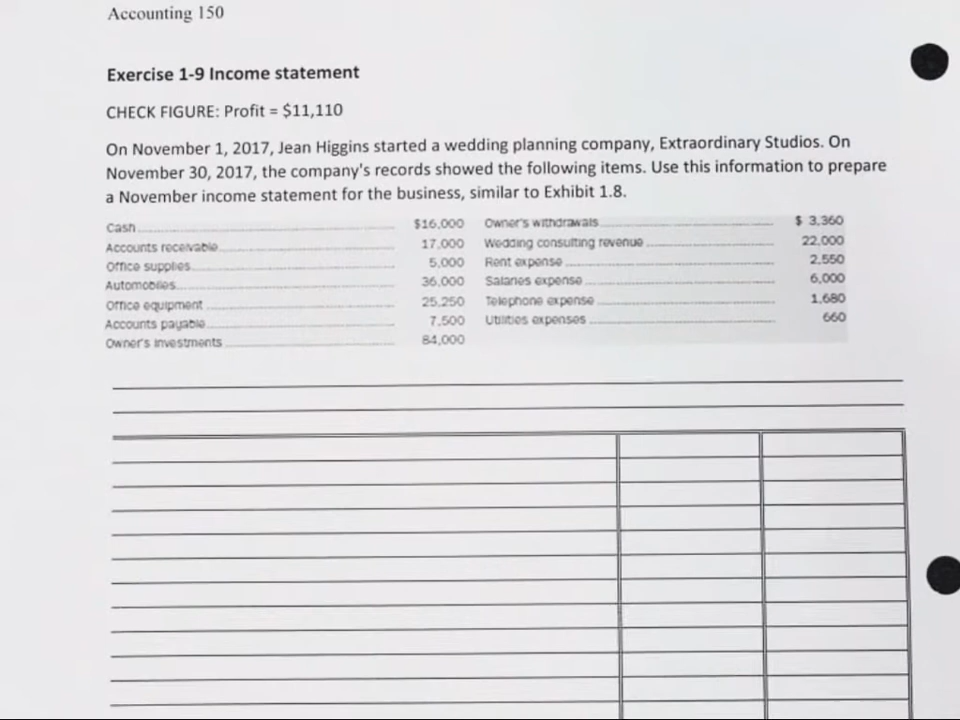 Accounting 150
Exercise 1-9 Income statement
CHECK FIGURE: Profit = $11,110
On November 1, 2017, Jean Higgins started a wedding planning company, Extraordinary Studios. On
November 30, 2017, the company's records showed the following items. Use this information to prepare
a November income statement for the business, similar to Exhibit 1.8.
Cash $16,000 Owner's withdrawals $ 3,360
Accounts receivable 17,000 Wedding consulting revenue 22,000
Office supplies 5,000 Rent expense 2,550
Automobiles 36,000 Salaries expense 6,000
Office equipment 25,250 Telephone expense 1,680
Accounts payable 7,500 Utilities expenses 660
Owner's investments 84,000